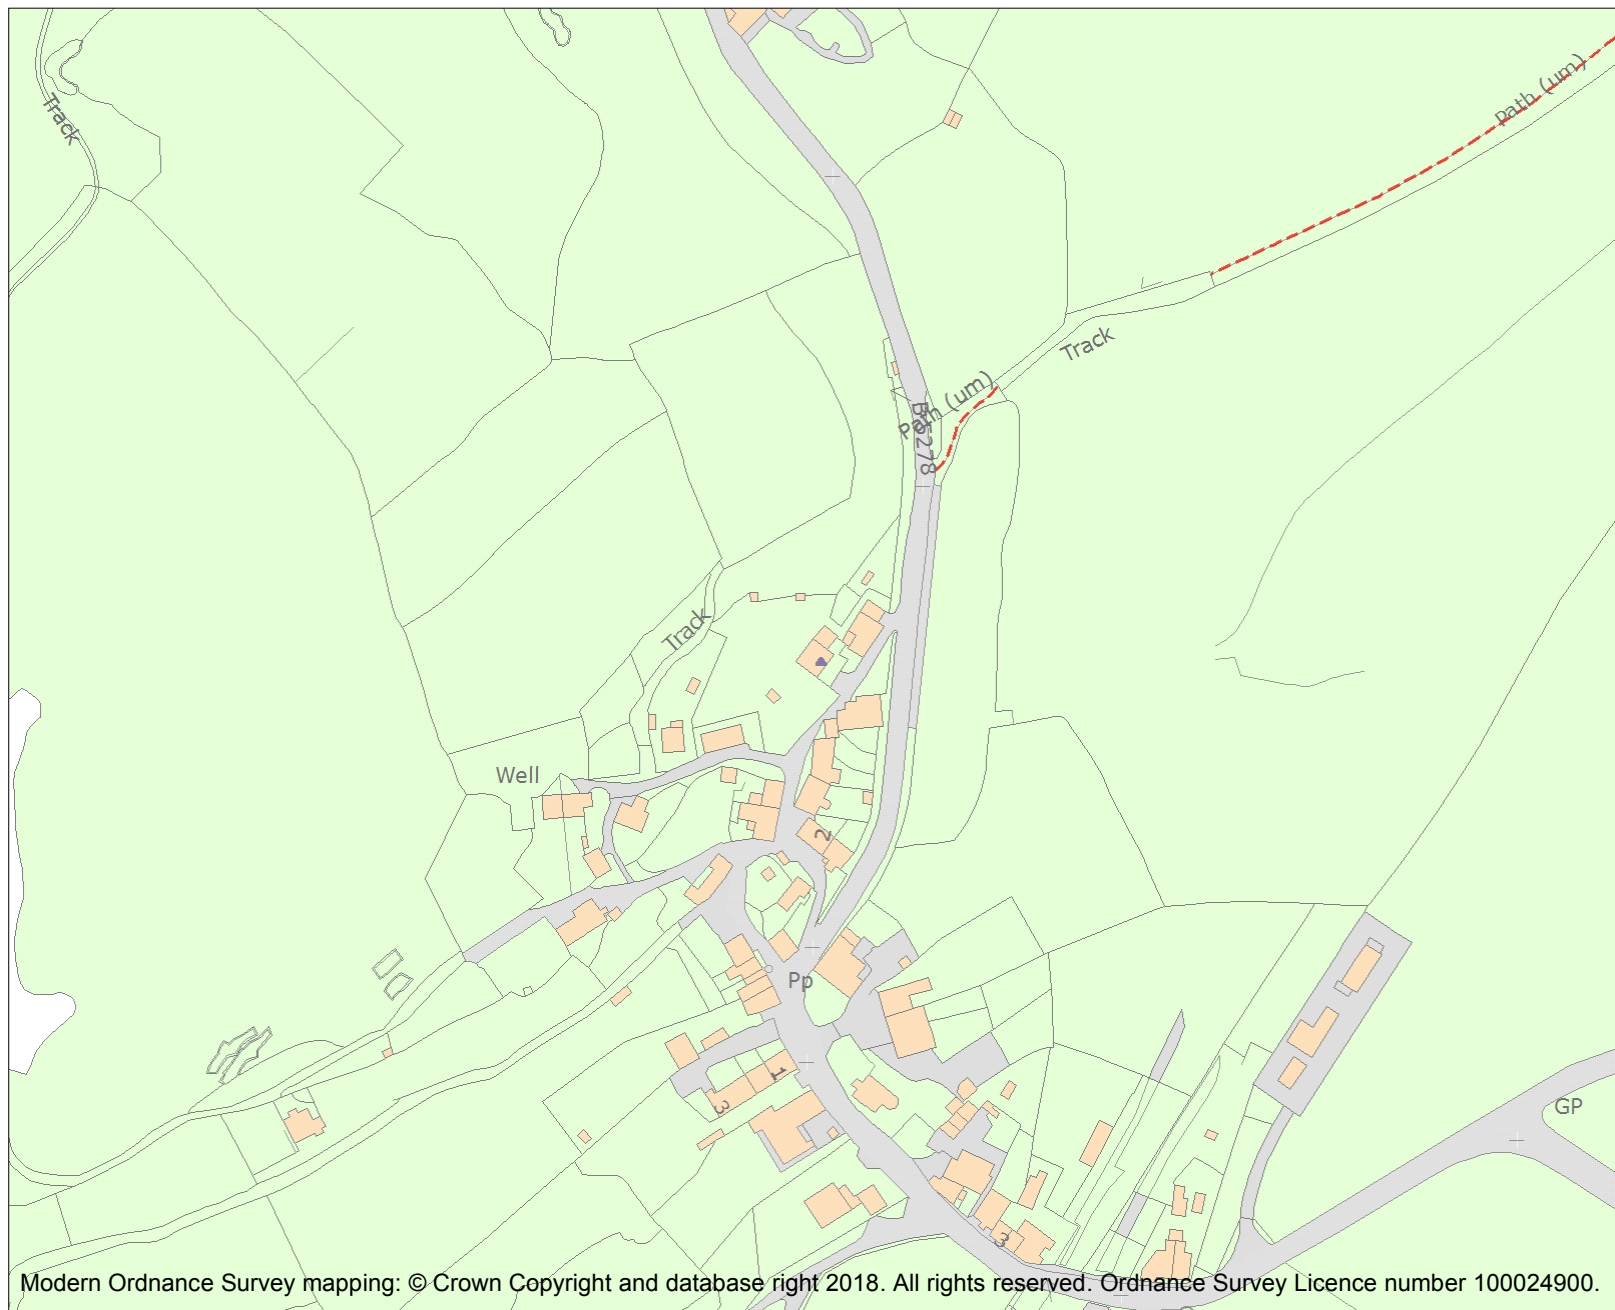 Track
Path (um)
Track
Path (um)
B5278
Track
Well
2
Pp
1
3
GP
3
Modern Ordnance Survey mapping: © Crown Copyright and database right 2018. All rights reserved. Ordnance Survey Licence number 100024900.